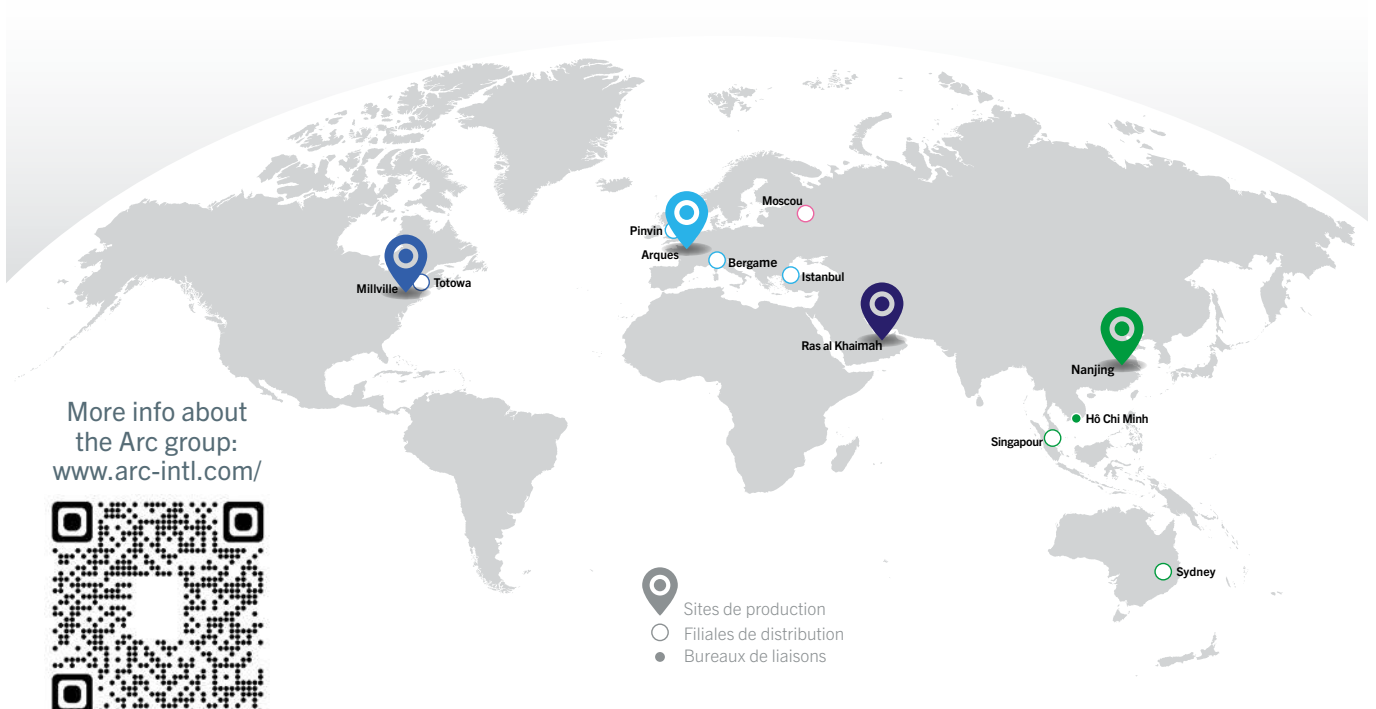 Moscou
Pinvin
Arques
Bergame
Istanbul
Millville
Totowa
Ras al Khaimah
Nanjing
Hô Chi Minh
Singapour
Sydney
More info about
the Arc group:
www.arc-intl.com/
Sites de production
Filiales de distribution
Bureaux de liaisons